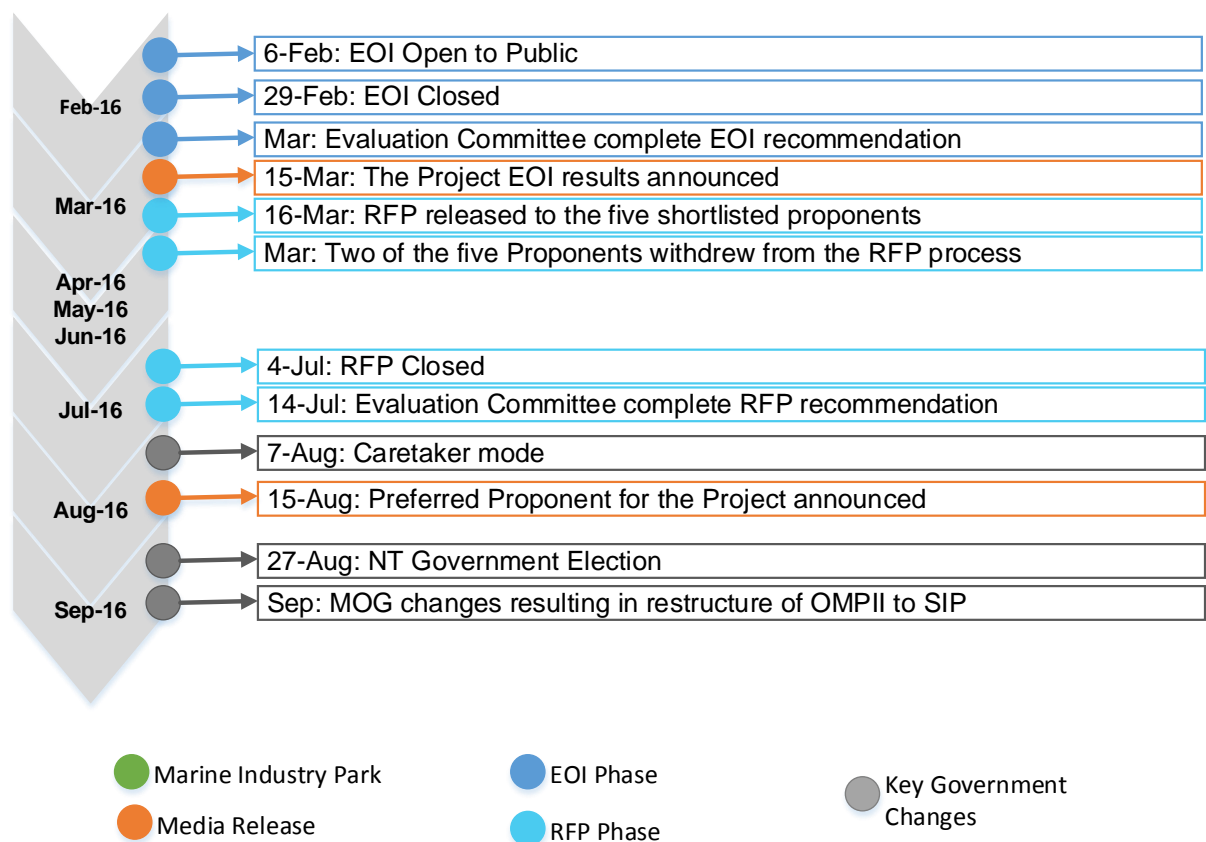 6-Feb: EOI Open to Public
29-Feb: EOI Closed
Feb-16
Mar: Evaluation Committee complete EOI recommendation
15-Mar: The Project EOI results announced
Mar-16
16-Mar: RFP released to the five shortlisted proponents
Mar: Two of the five Proponents withdrew from the RFP process
Apr-16
May-16
Jun-16
4-Jul: RFP Closed
Jul-16
14-Jul: Evaluation Committee complete RFP recommendation
7-Aug: Caretaker mode
Aug-16
15-Aug: Preferred Proponent for the Project announced
27-Aug: NT Government Election
Sep-16
Sep: MOG changes resulting in restructure of OMPII to SIP
Marine Industry Park
Media Release
EOI Phase
RFP Phase
Key Government
Changes